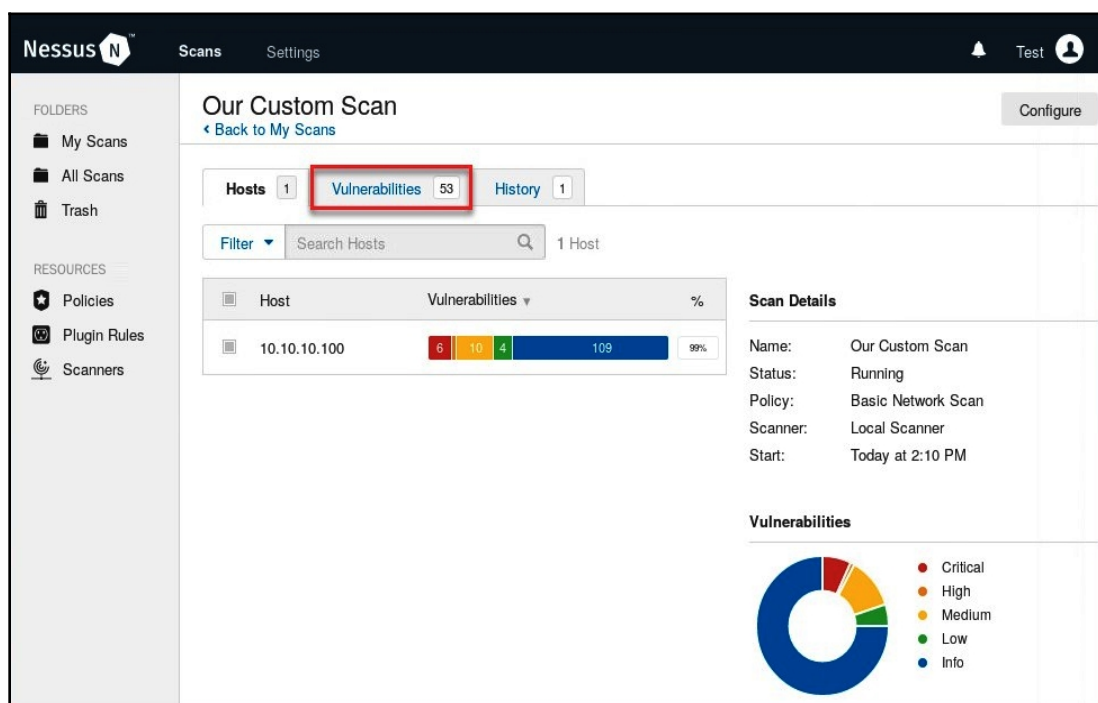 Nessus N ™ Scans Settings Test
FOLDERS
My Scans
All Scans
Trash
RESOURCES
Policies
Plugin Rules
Scanners
Our Custom Scan
Back to My Scans
Configure
Hosts 1 Vulnerabilities 53 History 1
Filter Search Hosts 1 Host
Host Vulnerabilities %
10.10.10.100 6 10 4 109 99%
Scan Details
Name: Our Custom Scan
Status: Running
Policy: Basic Network Scan
Scanner: Local Scanner
Start: Today at 2:10 PM
Vulnerabilities
Critical
High
Medium
Low
Info